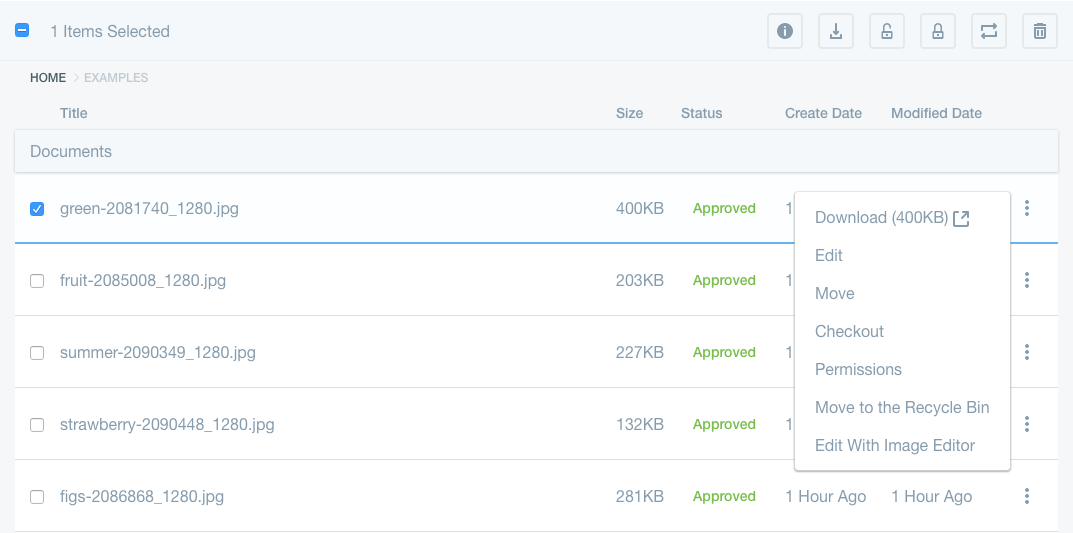 1 Items Selected
HOME > EXAMPLES
Title Size Status Create Date Modified Date
Documents
green-2081740_1280.jpg 400KB Approved 1
Download (400KB)
Edit
Move
Checkout
Permissions
Move to the Recycle Bin
Edit With Image Editor
fruit-2085008_1280.jpg 203KB Approved 1
summer-2090349_1280.jpg 227KB Approved 1
strawberry-2090448_1280.jpg 132KB Approved 1
figs-2086868_1280.jpg 281KB Approved 1 Hour Ago 1 Hour Ago